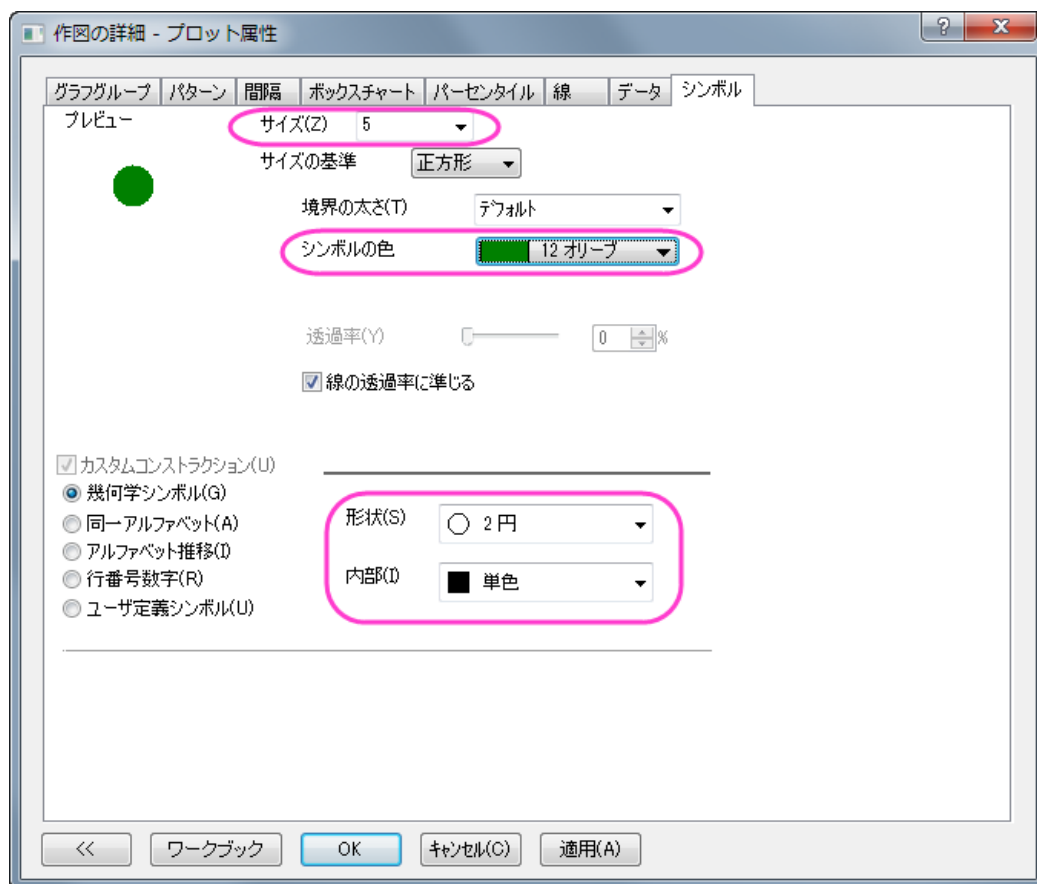 作図の詳細 - プロット属性
グラフグループ パターン 間隔 ボックスチャート パーセンタイル 線 データ シンボル
プレビュー サイズ(Z) 5
サイズの基準 正方形
境界の太さ(T) デフォルト
シンボルの色 12 オリーブ
透過率(Y) 0 %
線の透過率に準じる
カスタムコンストラクション(U)
幾何学シンボル(G)
同一アルファベット(A)
アルファベット推移(I)
行番号数字(R)
ユーザ定義シンボル(U)
形状(S) 2 円
内部(I) 単色
<< ワークブック OK キャンセル(C) 適用(A)